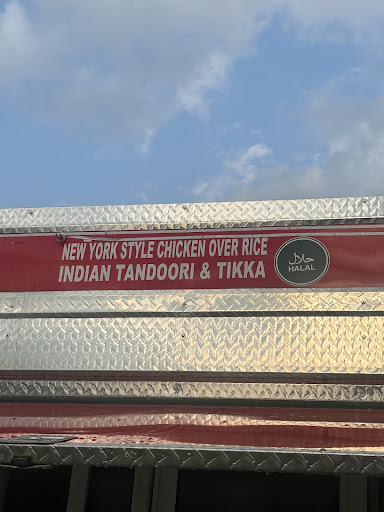 NEW YORK STYLE CHICKEN OVER RICE
INDIAN TANDOORI & TIKKA
حلال
HALAL